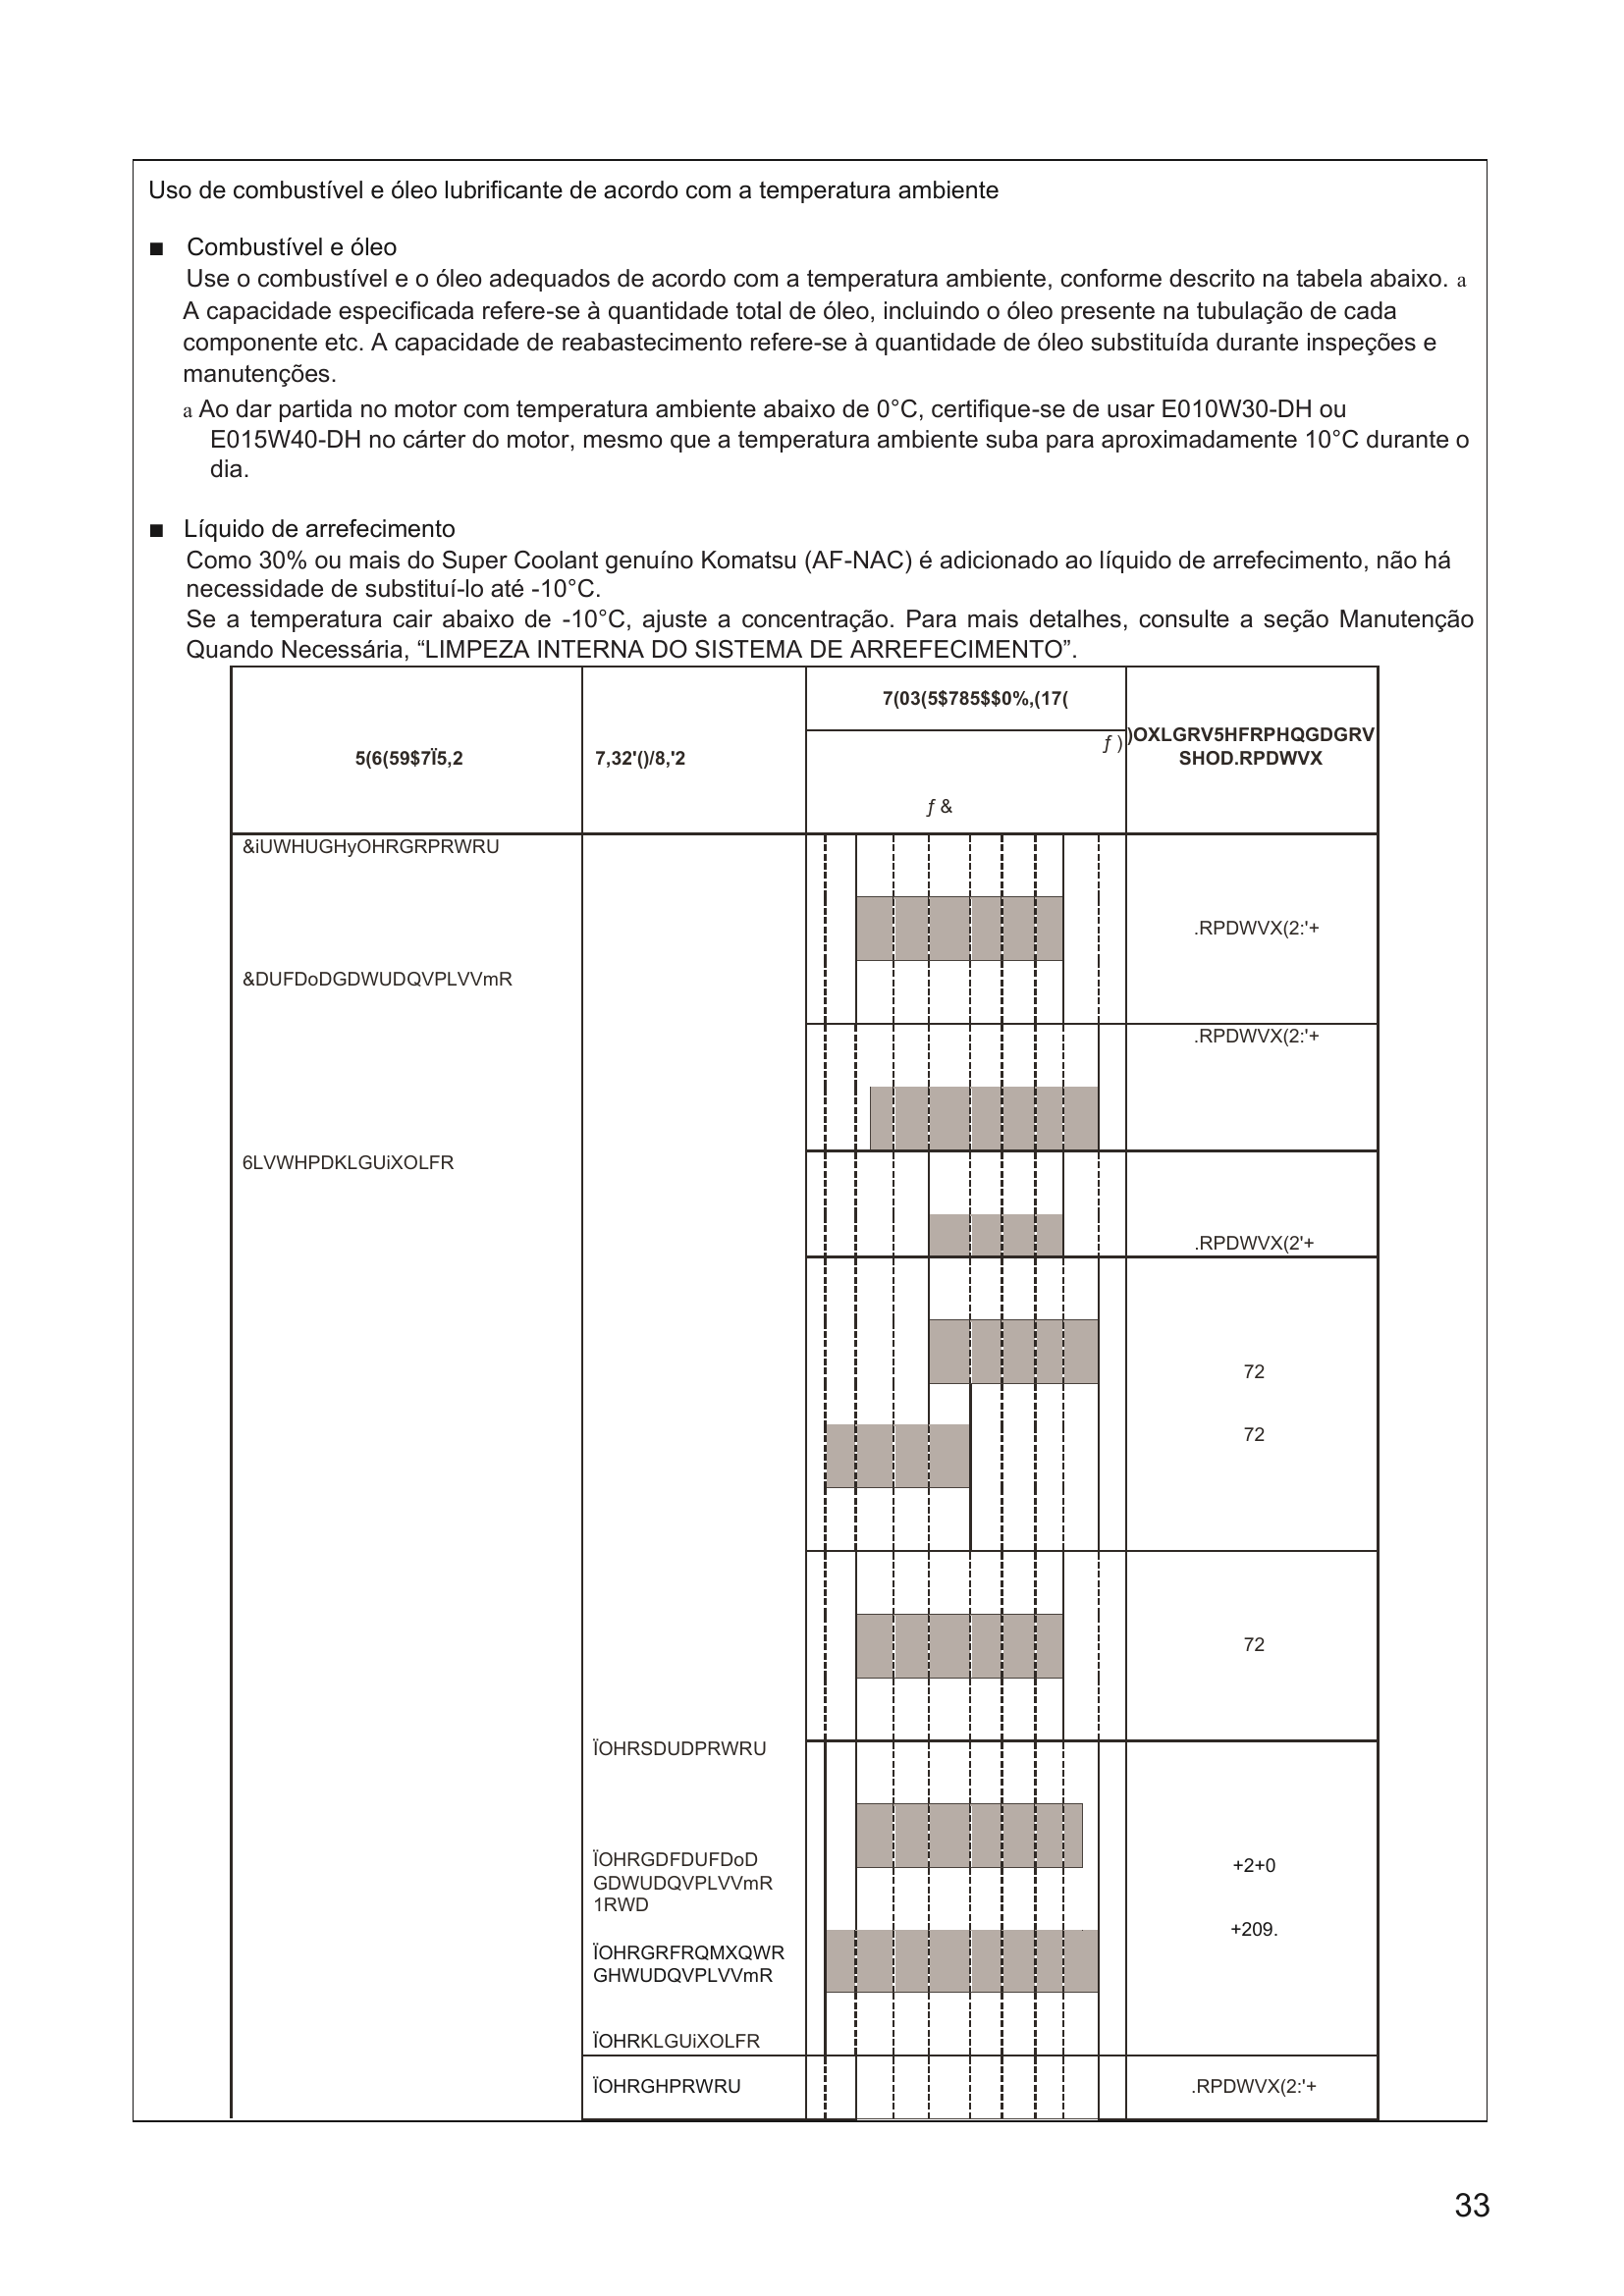 Uso de combustível e óleo lubrificante de acordo com a temperatura ambiente
■ Combustível e óleo
Use o combustível e o óleo adequados de acordo com a temperatura ambiente, conforme descrito na tabela abaixo. a
A capacidade especificada refere-se à quantidade total de óleo, incluindo o óleo presente na tubulação de cada
componente etc. A capacidade de reabastecimento refere-se à quantidade de óleo substituída durante inspeções e
manutenções.
a Ao dar partida no motor com temperatura ambiente abaixo de 0°C, certifique-se de usar E010W30-DH ou
E015W40-DH no cárter do motor, mesmo que a temperatura ambiente suba para aproximadamente 10°C durante o
dia.
■ Líquido de arrefecimento
Como 30% ou mais do Super Coolant genuíno Komatsu (AF-NAC) é adicionado ao líquido de arrefecimento, não há
necessidade de substituí-lo até -10°C.
Se a temperatura cair abaixo de -10°C, ajuste a concentração. Para mais detalhes, consulte a seção Manutenção
Quando Necessária, “LIMPEZA INTERNA DO SISTEMA DE ARREFECIMENTO”.
7(03(5$785$$0%,(17(
)OXLGRV5HFRPHQGDGRV
ƒ )
5(6(59$7Ï5,2
7,32'()/8,'2
SHOD.RPDWVX
ƒ &
&iUWHUGHyOHRGRPRWRU
.RPDWVX(2:'+
&DUFDoDGDWUDQVPLVVmR
.RPDWVX(2:'+
6LVWHPDKLGUiXOLFR
.RPDWVX(2'+
72
72
72
ÏOHRSDUDPRWRU
ÏOHRGDFDUFDoD
+2+0
GDWUDQVPLVVmR
1RWD
+209.
ÏOHRGRFRQMXQWR
GHWUDQVPLVVmR
ÏOHRKLGUiXOLFR
ÏOHRGHPRWRU
.RPDWVX(2:'+
33